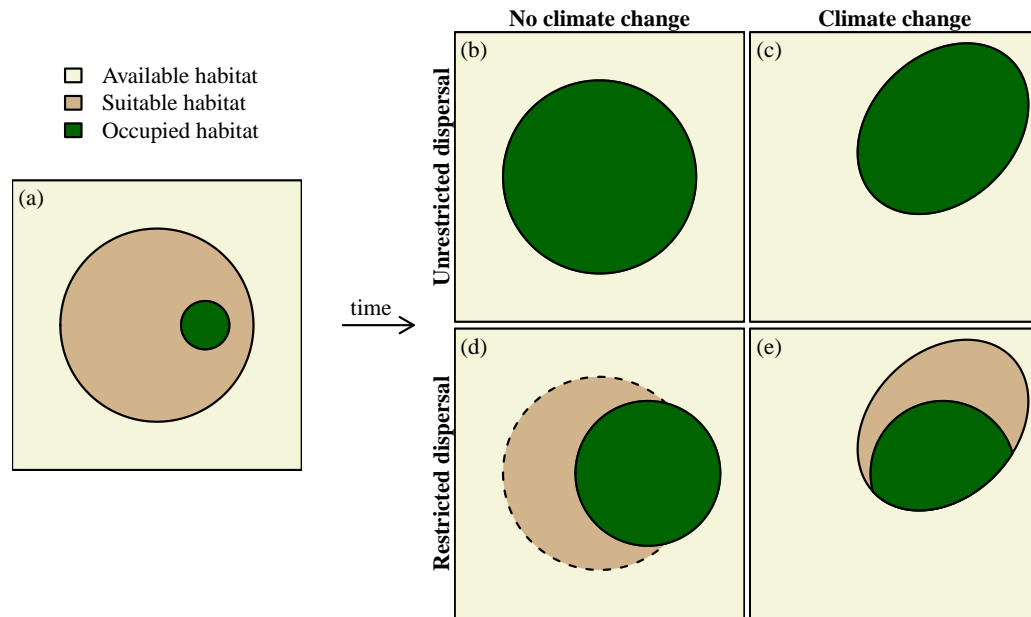 No climate change
Climate change
Available habitat
Suitable habitat
Occupied habitat
(a)
time
Unrestricted dispersal
(b)
(c)
Restricted dispersal
(d)
(e)